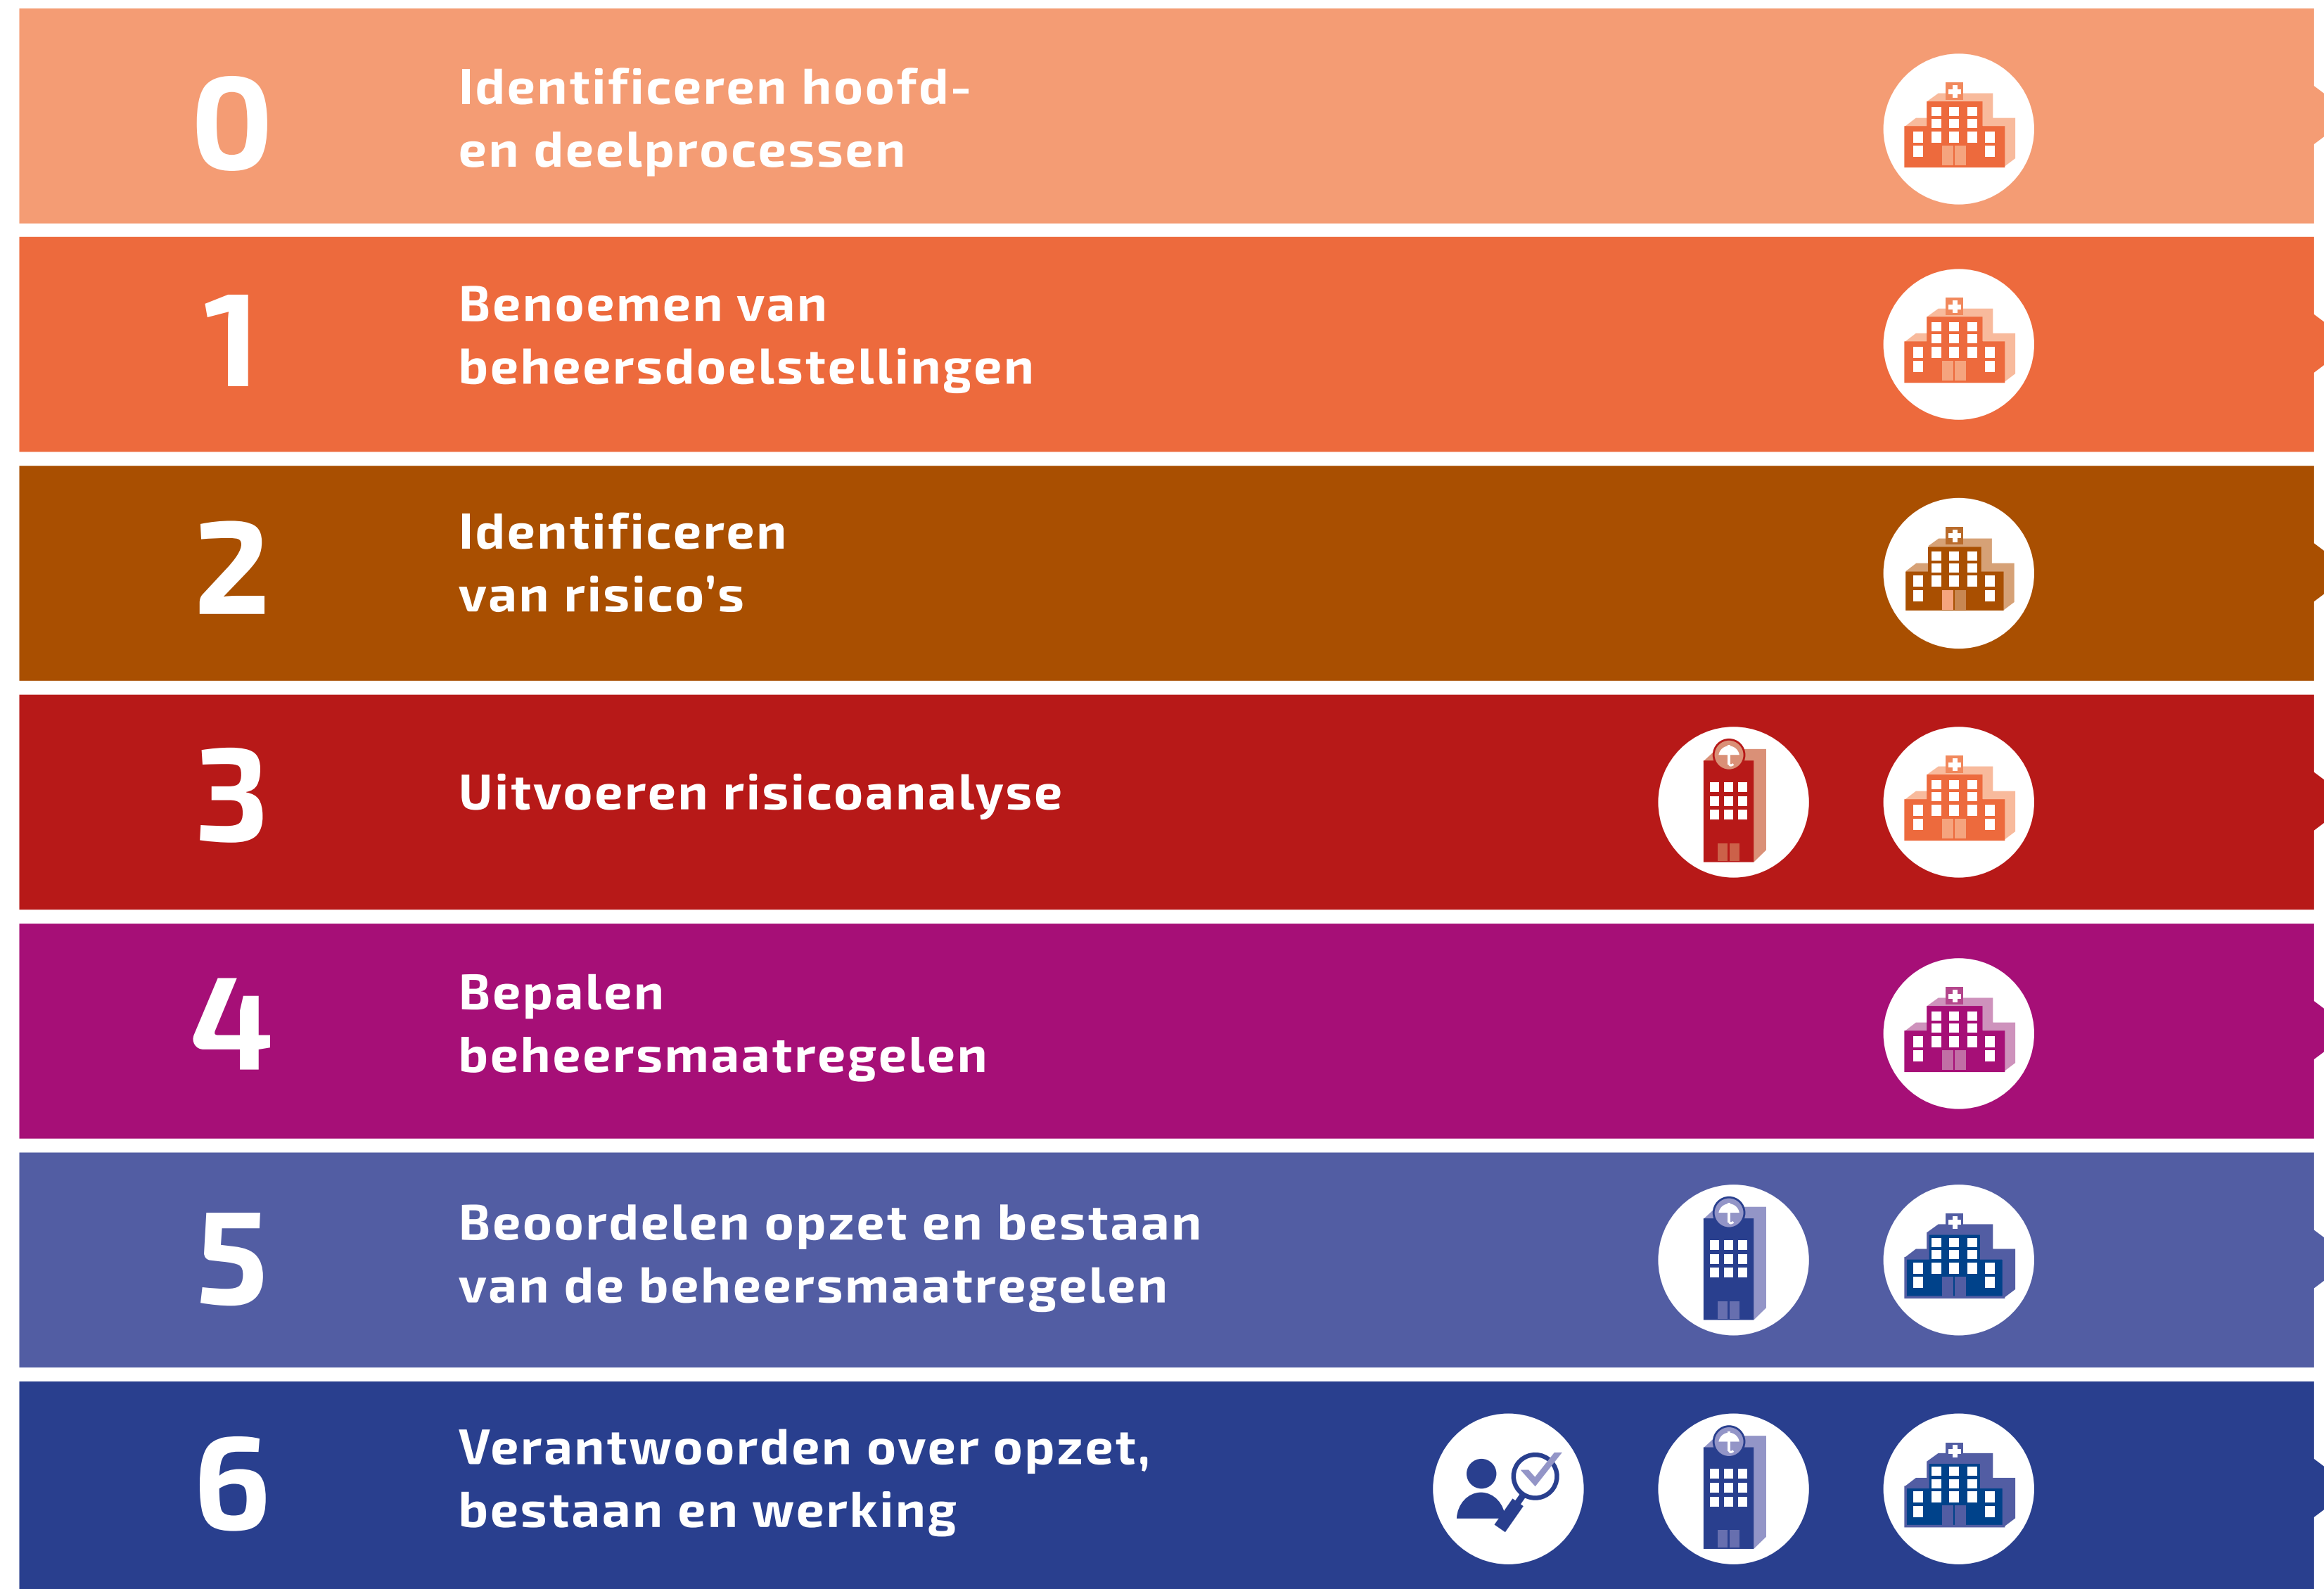 0
Identificeren hoofd-
en deelprocessen
1
Benoemen van
beheersdoelstellingen
2
Identificeren
van risico’s
3
Uitvoeren risicoanalyse
4
Bepalen
beheersmaatregelen
5
Beoordelen opzet en bestaan
van de beheersmaatregelen
6
Verantwoorden over opzet,
bestaan en werking